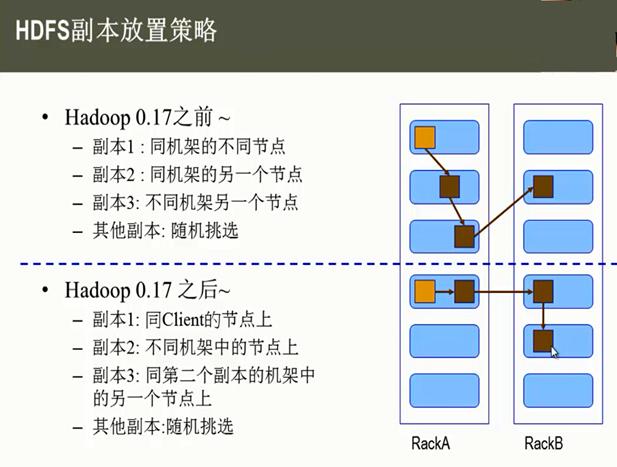 HDFS副本放置策略
• Hadoop 0.17之前 ~
– 副本1 : 同机架的不同节点
– 副本2 : 同机架的另一个节点
– 副本3: 不同机架另一个节点
– 其他副本: 随机挑选
• Hadoop 0.17 之后~
– 副本1: 同Client的节点上
– 副本2: 不同机架中的节点上
– 副本3: 同第二个副本的机架中
的另一个节点上
– 其他副本:随机挑选
RackA
RackB